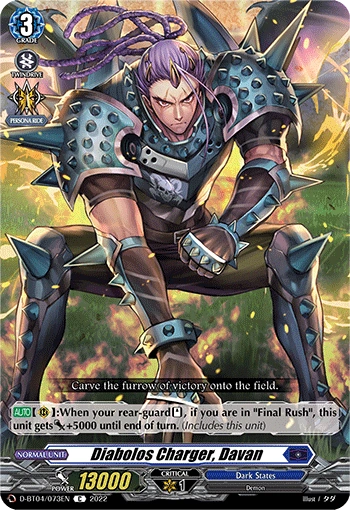 3
GRADE
TWINDRIVE
PERSONA RIDE
Carve the furrow of victory onto the field.
AUTO【 】:When your rear-guard , if you are in "Final Rush", this
unit gets +5000 until end of turn. (Includes this unit)
NORMAL UNIT Diabolos Charger, Davan
POWER 13000 CRITICAL 1 Dark States
Demon
D-BT04/073EN C 2022 Illust / タダ